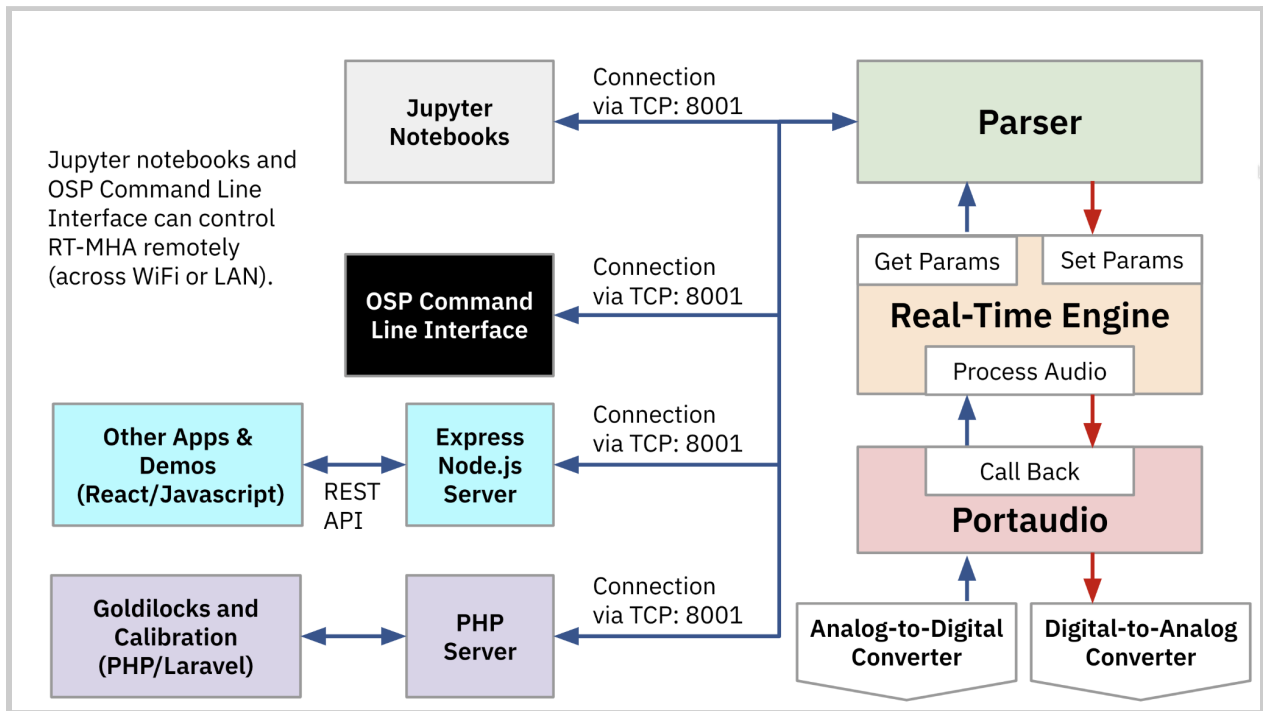 Jupyter
Notebooks
Connection
via TCP: 8001
Parser
Jupyter notebooks and
OSP Command Line
Interface can control
RT-MHA remotely
(across WiFi or LAN).
Get Params
Set Params
Real-Time Engine
Process Audio
OSP Command
Line Interface
Connection
via TCP: 8001
Other Apps &
Demos
(React/Javascript)
REST
API
Express
Node.js
Server
Connection
via TCP: 8001
Call Back
Portaudio
Goldilocks and
Calibration
(PHP/Laravel)
PHP
Server
Connection
via TCP: 8001
Analog-to-Digital
Converter
Digital-to-Analog
Converter